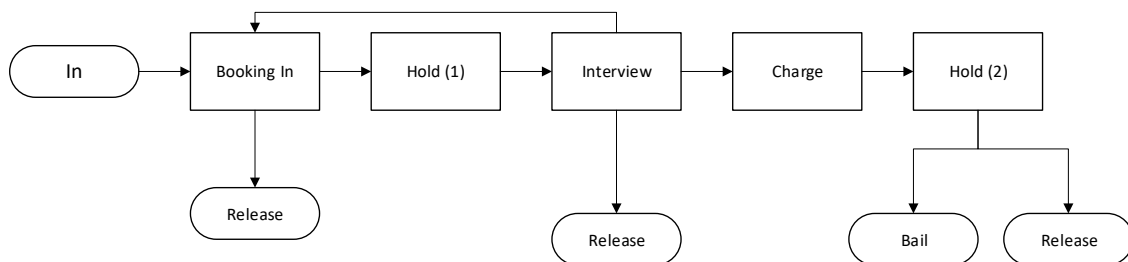 In
Booking In
Hold (1)
Interview
Charge
Hold (2)
Release
Release
Bail
Release